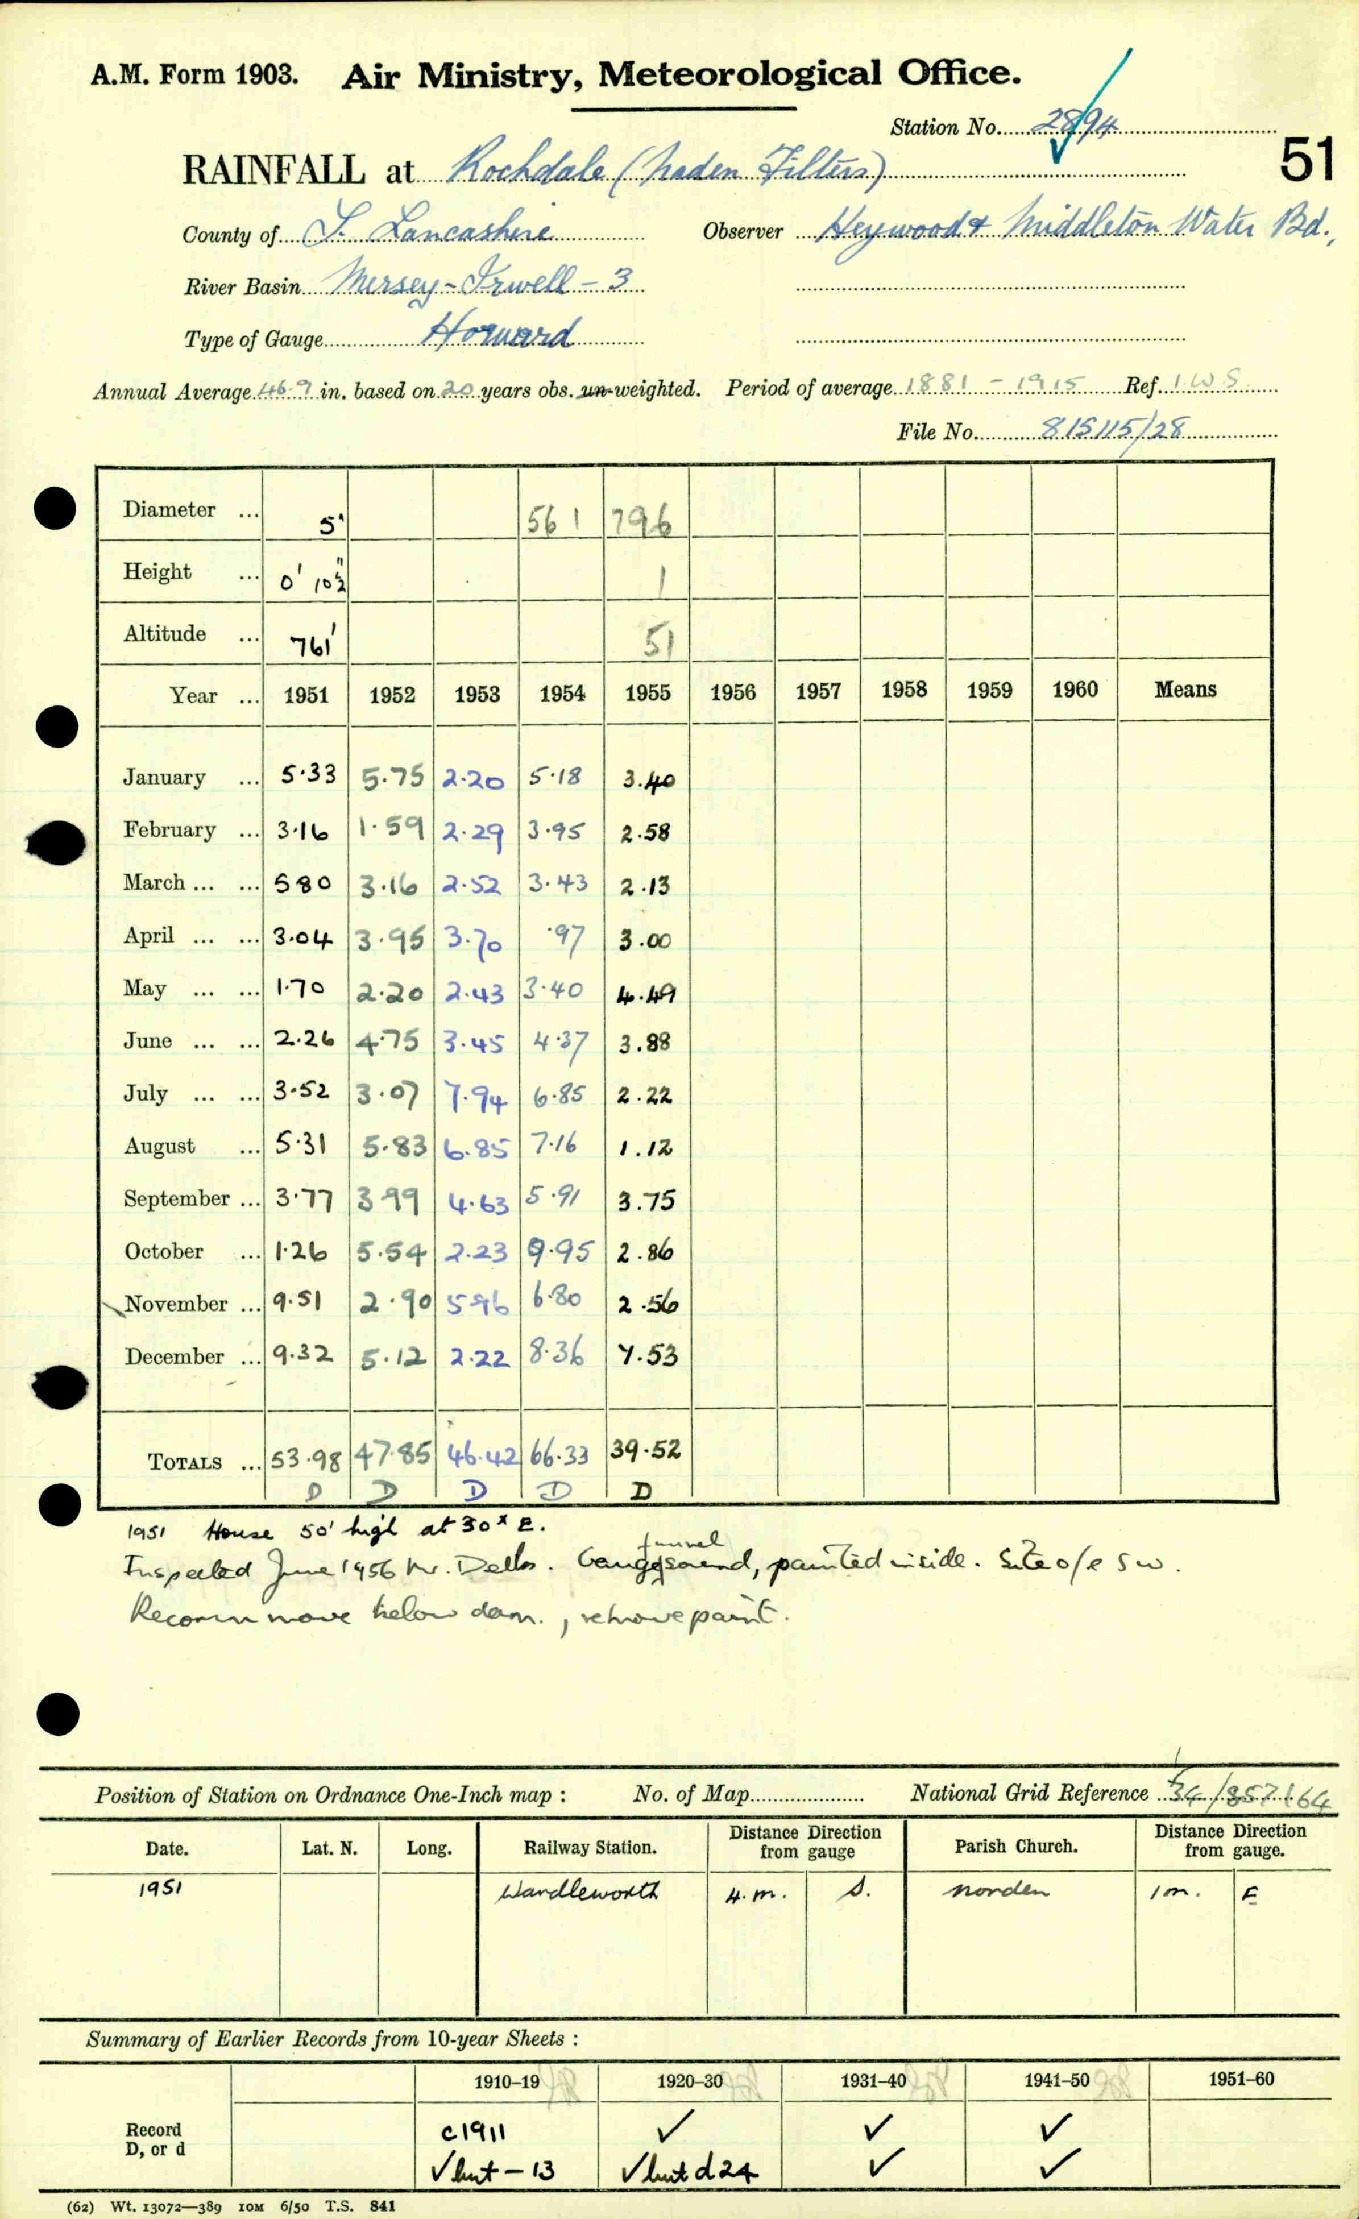 A.M. Form 1903. Air Ministry, Meteorological Office.
Station No. 2894
51
RAINFALL at Rochdale (Naden Filters)
County of S. Lancashire Observer Heywood & Middleton Water Bd.,
River Basin Mersey - Irwell - 3
Type of Gauge Howard
Annual Average 46.9 in. based on 20 years obs. un-weighted. Period of average 1881 - 1915 Ref. IWS
File No. 815115/28
Diameter ... 5" 561 796
Height ... 0' 10½" 1
Altitude ... 761' 51
Year ... 1951 1952 1953 1954 1955 1956 1957 1958 1959 1960 Means
January ... 5.33 5.75 2.20 5.18 3.40
February ... 3.16 1.59 2.29 3.95 2.58
March ... ... 5 80 3.16 2.52 3.43 2.13
April ... ... 3.04 3.95 3.70 .97 3.00
May ... ... 1.70 2.20 2.43 3.40 4.49
June ... ... 2.26 4.75 3.45 4.37 3.88
July ... ... 3.52 3.07 7.94 6.85 2.22
August ... 5.31 5.83 6.85 7.16 1.12
September ... 3.77 3.99 4.63 5.91 3.75
October ... 1.26 5.54 2.23 9.95 2.86
November ... 9.51 2.90 5.96 6.80 2.56
December ... 9.32 5.12 2.22 8.36 7.53
TOTALS ... 53.98 47.85 46.42 66.33 39.52
D D D D D
1951 House 50' high at 30x E.
funnel
Inspected June 1956 Mr. Dells. Gauge sound, painted inside. Site o/e SW.
Recomm move below dam., remove paint.
Position of Station on Ordnance One-Inch map : No. of Map National Grid Reference 34/857164
Date. Lat. N. Long. Railway Station. Distance Direction from gauge Parish Church. Distance Direction from gauge.
1951 Wardleworth 4.m. S. Norden 1m. E
Summary of Earlier Records from 10-year Sheets :
1910–19 1920–30 1931–40 1941–50 1951–60
Record c1911 ✓ ✓ ✓
D, or d ✓ but - 13 ✓ but d 24 ✓ ✓
(62) Wt. 13072—389 10M 6/50 T.S. 841